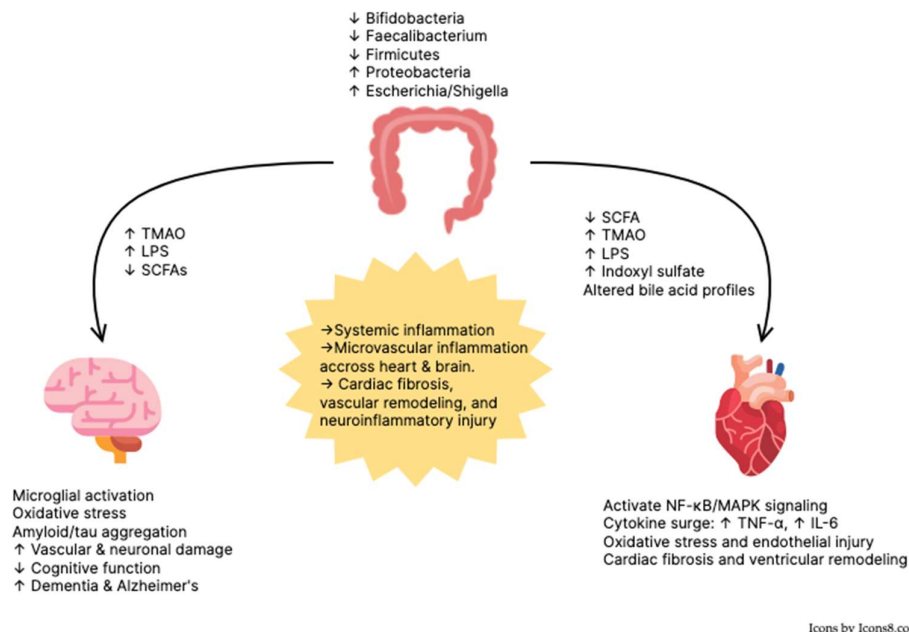 ↓ Bifidobacteria
↓ Faecalibacterium
↓ Firmicutes
↑ Proteobacteria
↑ Escherichia/Shigella
↑ TMAO
↑ LPS
↓ SCFAs
↓ SCFA
↑ TMAO
↑ LPS
↑ Indoxyl sulfate
Altered bile acid profiles
→Systemic inflammation
→Microvascular inflammation
accross heart & brain.
→ Cardiac fibrosis,
vascular remodeling, and
neuroinflammatory injury
Microglial activation
Oxidative stress
Amyloid/tau aggregation
↑ Vascular & neuronal damage
↓ Cognitive function
↑ Dementia & Alzheimer's
Activate NF-κB/MAPK signaling
Cytokine surge: ↑ TNF-α, ↑ IL-6
Oxidative stress and endothelial injury
Cardiac fibrosis and ventricular remodeling
Icons by Icons8.co